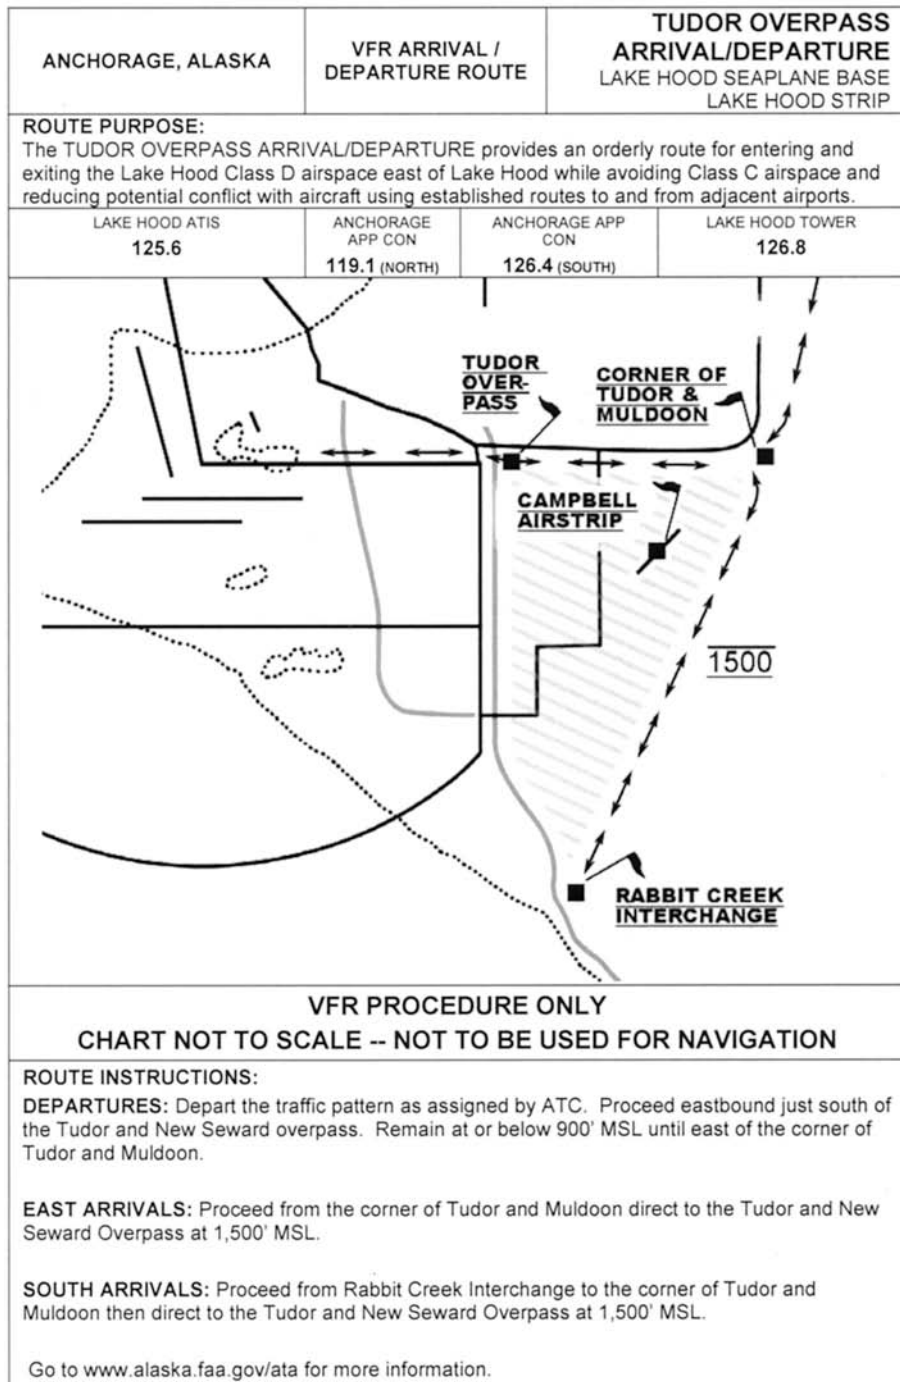 ANCHORAGE, ALASKA
VFR ARRIVAL /
DEPARTURE ROUTE
TUDOR OVERPASS
ARRIVAL/DEPARTURE
LAKE HOOD SEAPLANE BASE
LAKE HOOD STRIP
ROUTE PURPOSE:
The TUDOR OVERPASS ARRIVAL/DEPARTURE provides an orderly route for entering and
exiting the Lake Hood Class D airspace east of Lake Hood while avoiding Class C airspace and
reducing potential conflict with aircraft using established routes to and from adjacent airports.
LAKE HOOD ATIS
125.6
ANCHORAGE
APP CON
119.1 (NORTH)
ANCHORAGE APP
CON
126.4 (SOUTH)
LAKE HOOD TOWER
126.8
TUDOR
OVER-
PASS
CORNER OF
TUDOR &
MULDOON
CAMPBELL
AIRSTRIP
1500
RABBIT CREEK
INTERCHANGE
VFR PROCEDURE ONLY
CHART NOT TO SCALE -- NOT TO BE USED FOR NAVIGATION
ROUTE INSTRUCTIONS:
DEPARTURES: Depart the traffic pattern as assigned by ATC. Proceed eastbound just south of
the Tudor and New Seward overpass. Remain at or below 900' MSL until east of the corner of
Tudor and Muldoon.
EAST ARRIVALS: Proceed from the corner of Tudor and Muldoon direct to the Tudor and New
Seward Overpass at 1,500' MSL.
SOUTH ARRIVALS: Proceed from Rabbit Creek Interchange to the corner of Tudor and
Muldoon then direct to the Tudor and New Seward Overpass at 1,500' MSL.
Go to www.alaska.faa.gov/ata for more information.